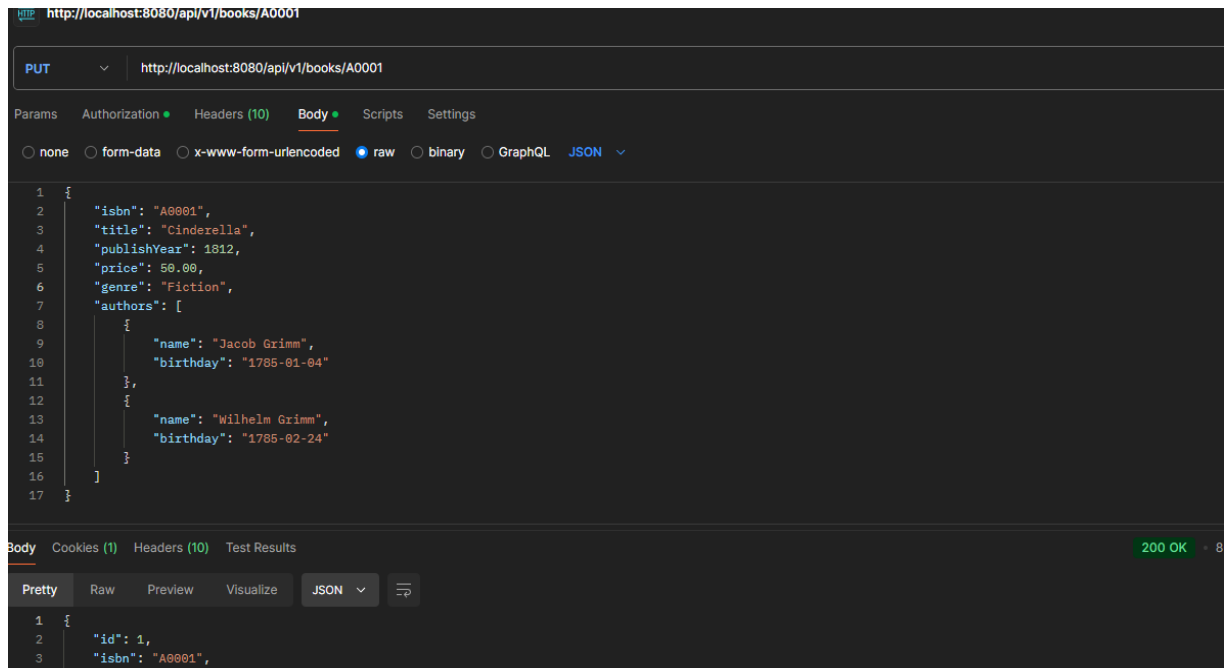 HTTP http://localhost:8080/api/v1/books/A0001
PUT http://localhost:8080/api/v1/books/A0001
Params Authorization Headers (10) Body Scripts Settings
none form-data x-www-form-urlencoded raw binary GraphQL JSON
1 {
2 "isbn": "A0001",
3 "title": "Cinderella",
4 "publishYear": 1812,
5 "price": 50.00,
6 "genre": "Fiction",
7 "authors": [
8 {
9 "name": "Jacob Grimm",
10 "birthday": "1785-01-04"
11 },
12 {
13 "name": "Wilhelm Grimm",
14 "birthday": "1785-02-24"
15 }
16 ]
17 }
Body Cookies (1) Headers (10) Test Results 200 OK 8
Pretty Raw Preview Visualize JSON
1 {
2 "id": 1,
3 "isbn": "A0001",